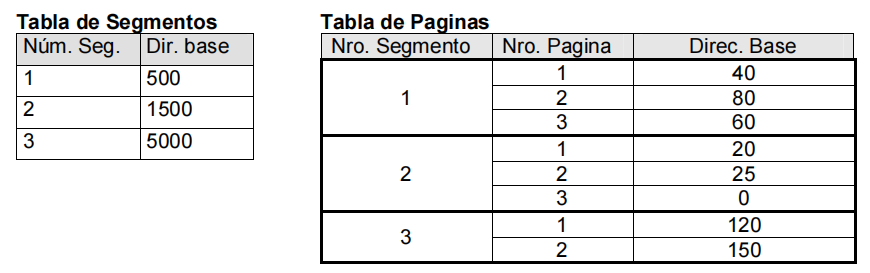 Tabla de Segmentos
Núm. Seg. Dir. base
1 500
2 1500
3 5000
Tabla de Paginas
Nro. Segmento Nro. Pagina Direc. Base
1 1 40
2 80
3 60
2 1 20
2 25
3 0
3 1 120
2 150